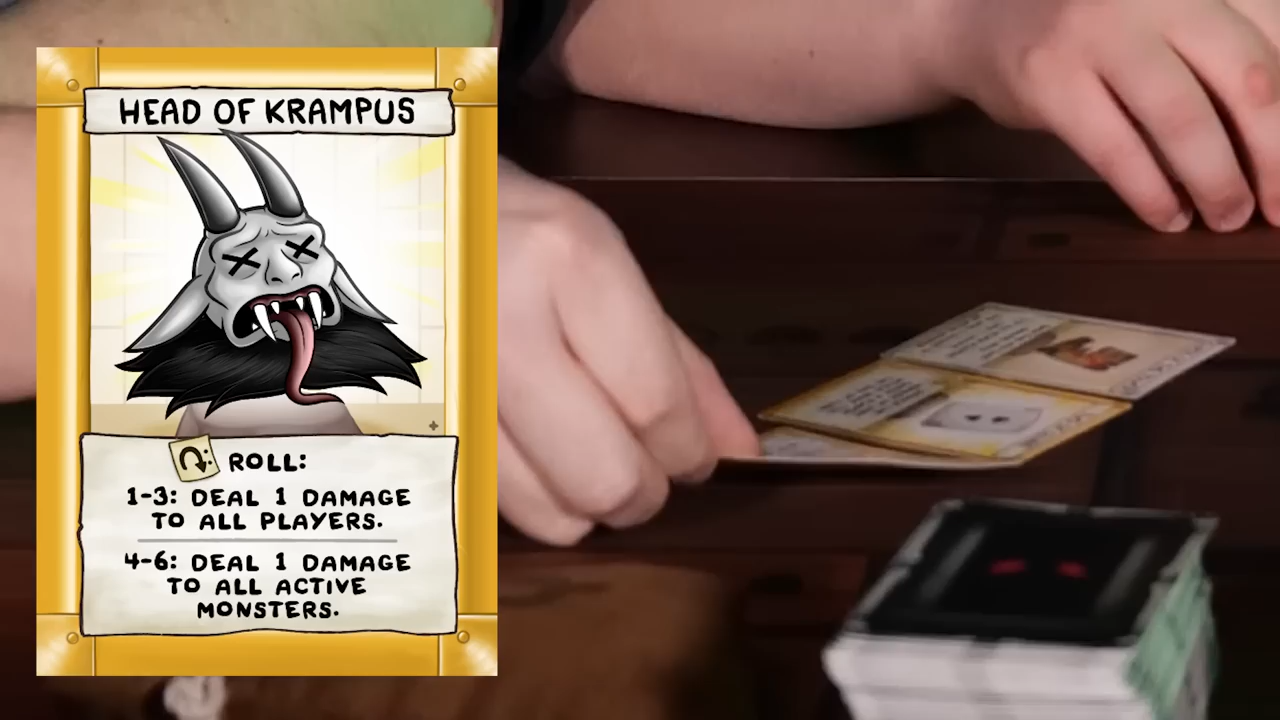 HEAD OF KRAMPUS
ROLL:
1-3: DEAL 1 DAMAGE
TO ALL PLAYERS.
4-6: DEAL 1 DAMAGE
TO ALL ACTIVE
MONSTERS.